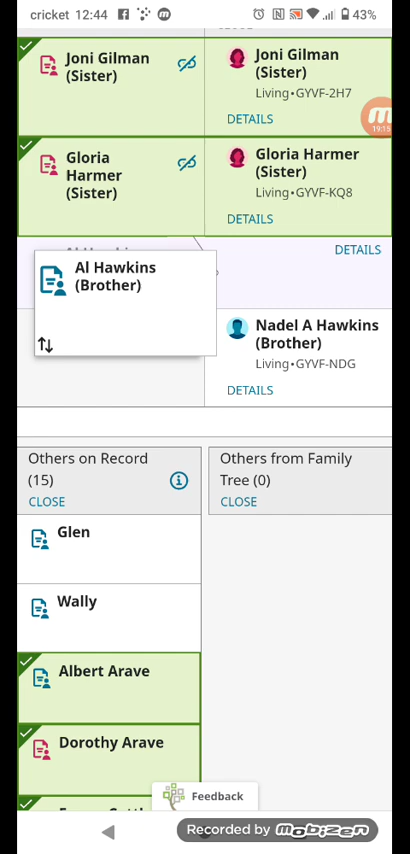 cricket 12:44
43%
Joni Gilman
(Sister)
Joni Gilman
(Sister)
Living•GYVF-2H7
DETAILS
19:15
Gloria
Harmer
(Sister)
Gloria Harmer
(Sister)
Living•GYVF-KQ8
DETAILS
DETAILS
Al Hawkins
(Brother)
Nadel A Hawkins
(Brother)
Living•GYVF-NDG
DETAILS
Others on Record
(15)
CLOSE
Others from Family
Tree (0)
CLOSE
Glen
Wally
Albert Arave
Dorothy Arave
Feedback
Recorded by mobizen